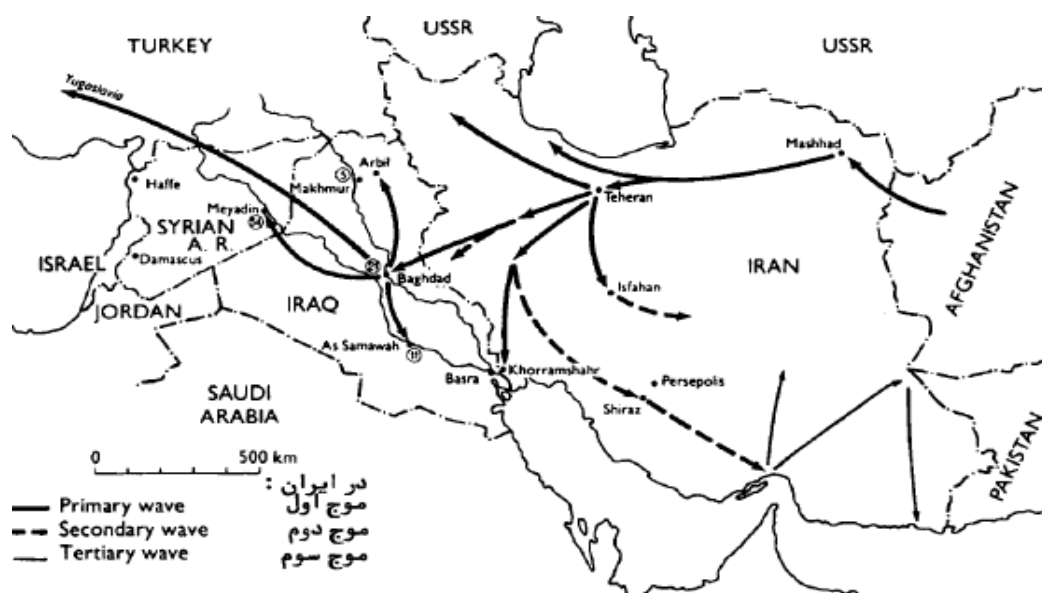 USSR
USSR
TURKEY
Yugoslavia
Mashhad
Arbil
5
Makhmur
Haffe
Teheran
Meyadin
SYRIAN
A. R.
ISRAEL
Damascus
Baghdad
IRAN
AFGHANISTAN
Isfahan
JORDAN
IRAQ
As Samawah
11
Basra
Khorramshahr
Persepolis
Shiraz
SAUDI
ARABIA
PAKISTAN
0 500 km
در ایران :
Primary wave موج اول
Secondary wave موج دوم
Tertiary wave موج سوم